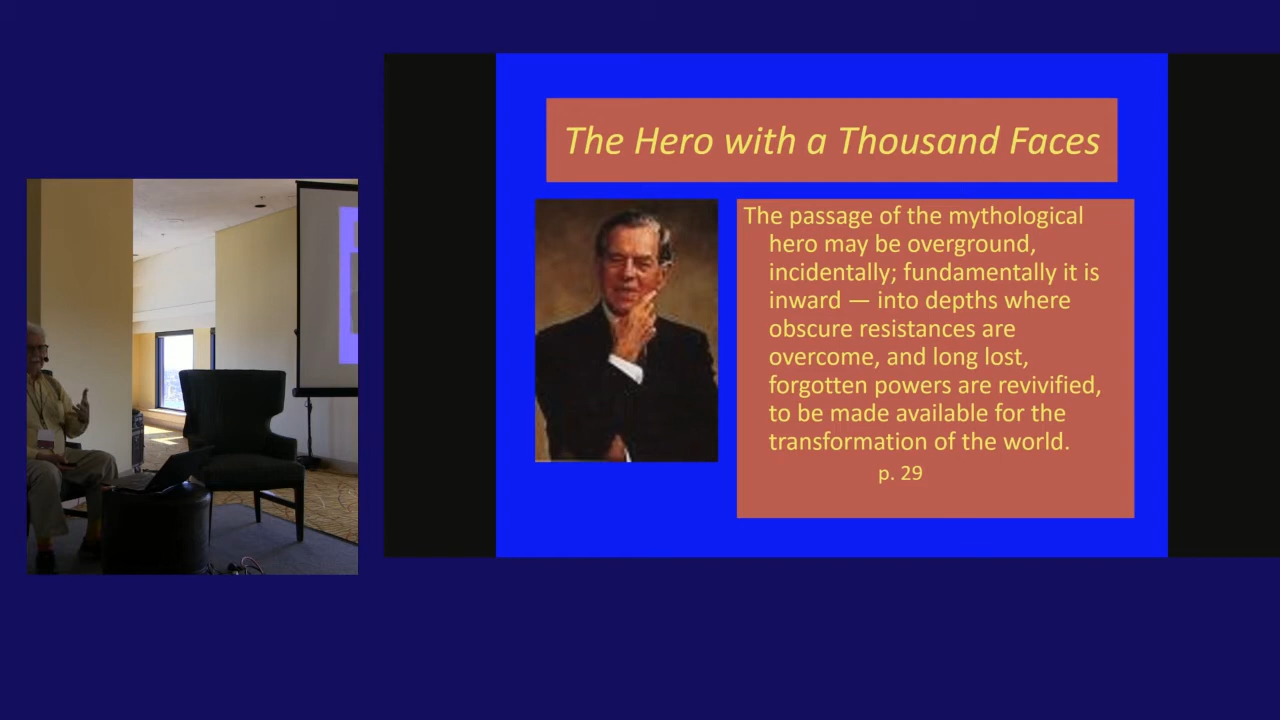 The Hero with a Thousand Faces
The passage of the mythological
hero may be overground,
incidentally; fundamentally it is
inward — into depths where
obscure resistances are
overcome, and long lost,
forgotten powers are revivified,
to be made available for the
transformation of the world.
p. 29